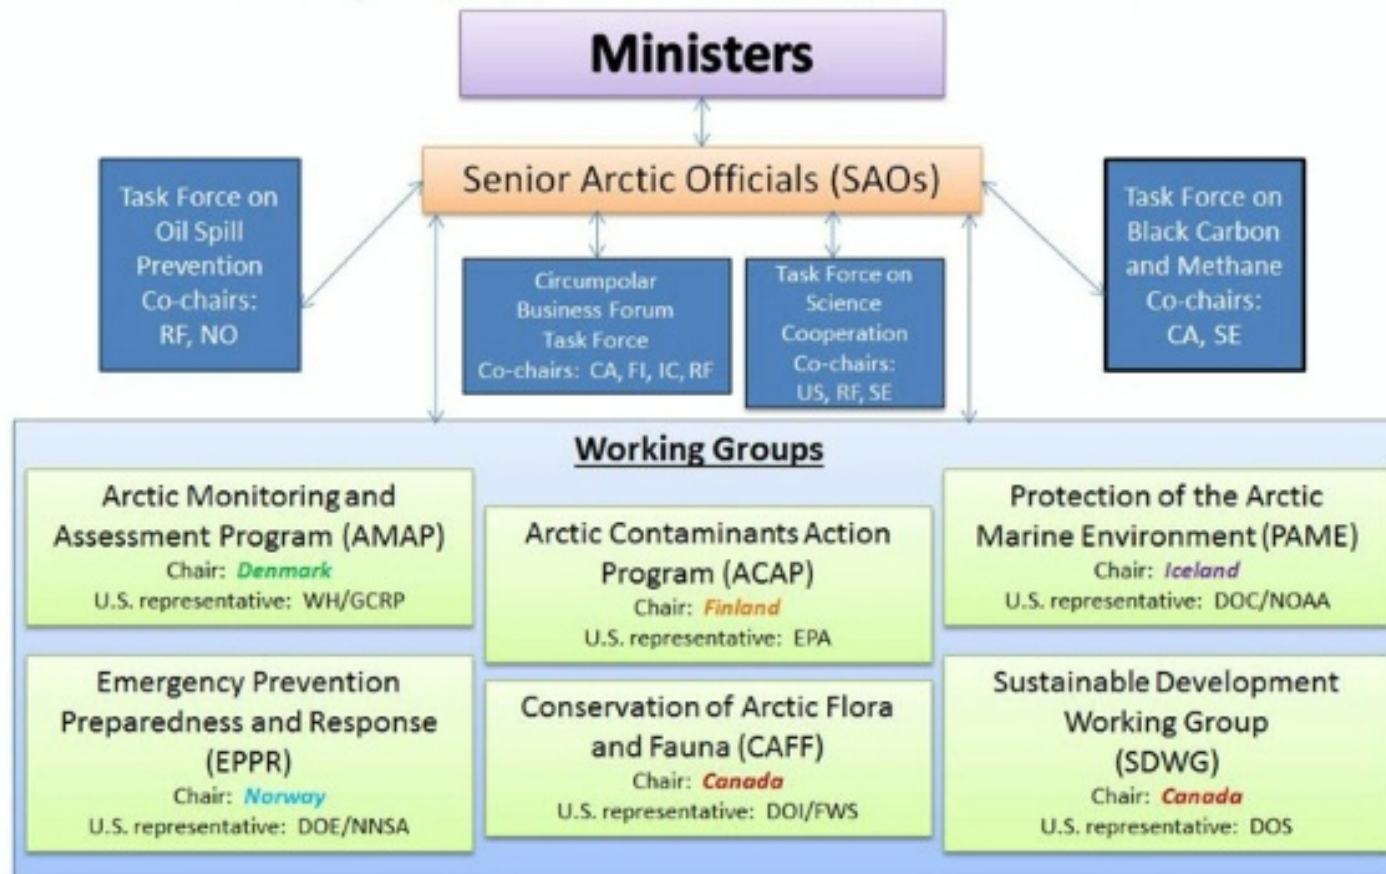 Ministers
Senior Arctic Officials (SAOs)
Task Force on
Oil Spill
Prevention
Co-chairs:
RF, NO
Circumpolar
Business Forum
Task Force
Co-chairs: CA, FI, IC, RF
Task Force on
Science
Cooperation
Co-chairs:
US, RF, SE
Task Force on
Black Carbon
and Methane
Co-chairs:
CA, SE
Working Groups
Arctic Monitoring and
Assessment Program (AMAP)
Chair: Denmark
U.S. representative: WH/GCRP
Arctic Contaminants Action
Program (ACAP)
Chair: Finland
U.S. representative: EPA
Protection of the Arctic
Marine Environment (PAME)
Chair: Iceland
U.S. representative: DOC/NOAA
Emergency Prevention
Preparedness and Response
(EPPR)
Chair: Norway
U.S. representative: DOE/NNSA
Conservation of Arctic Flora
and Fauna (CAFF)
Chair: Canada
U.S. representative: DOI/FWS
Sustainable Development
Working Group
(SDWG)
Chair: Canada
U.S. representative: DOS